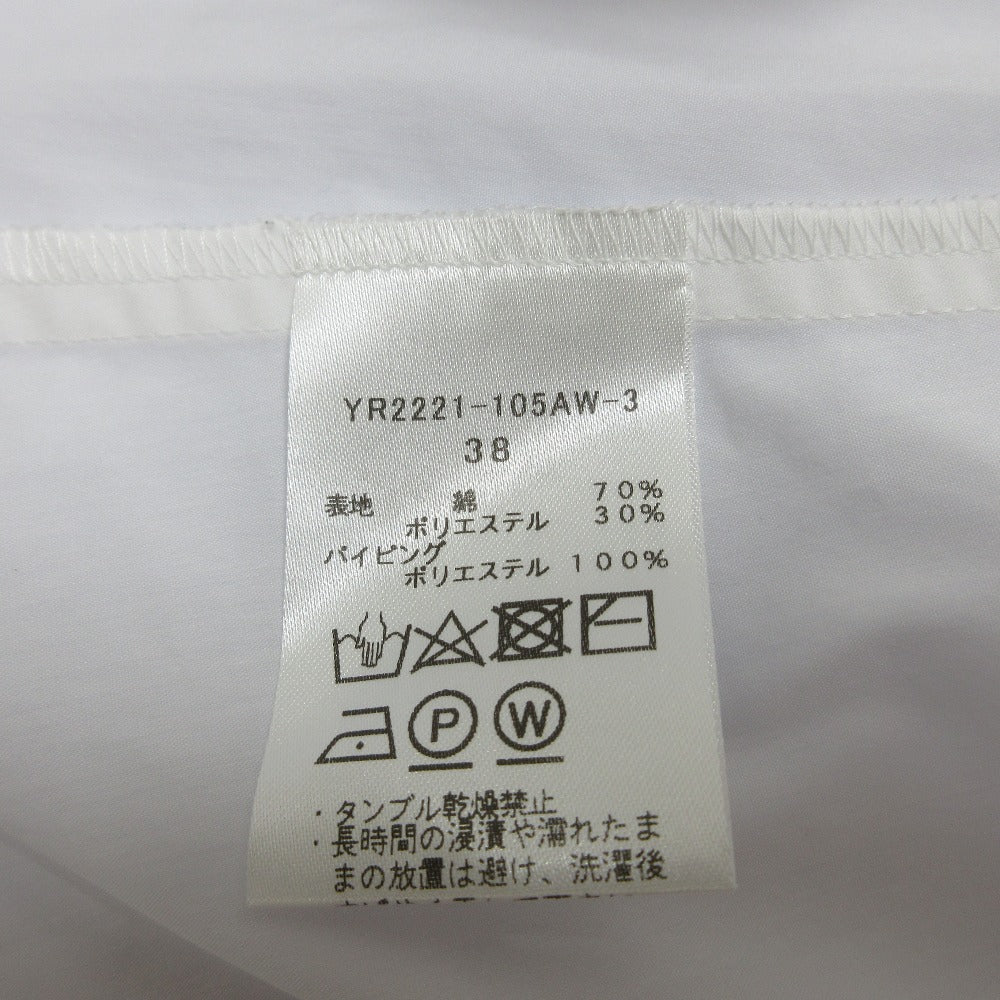 YR2221-105AW-3
38
表地 綿 70%
ポリエステル 30%
パイピング
ポリエステル 100%
P W
・タンブル乾燥禁止
・長時間の浸漬や濡れたま
まの放置は避け、洗濯後